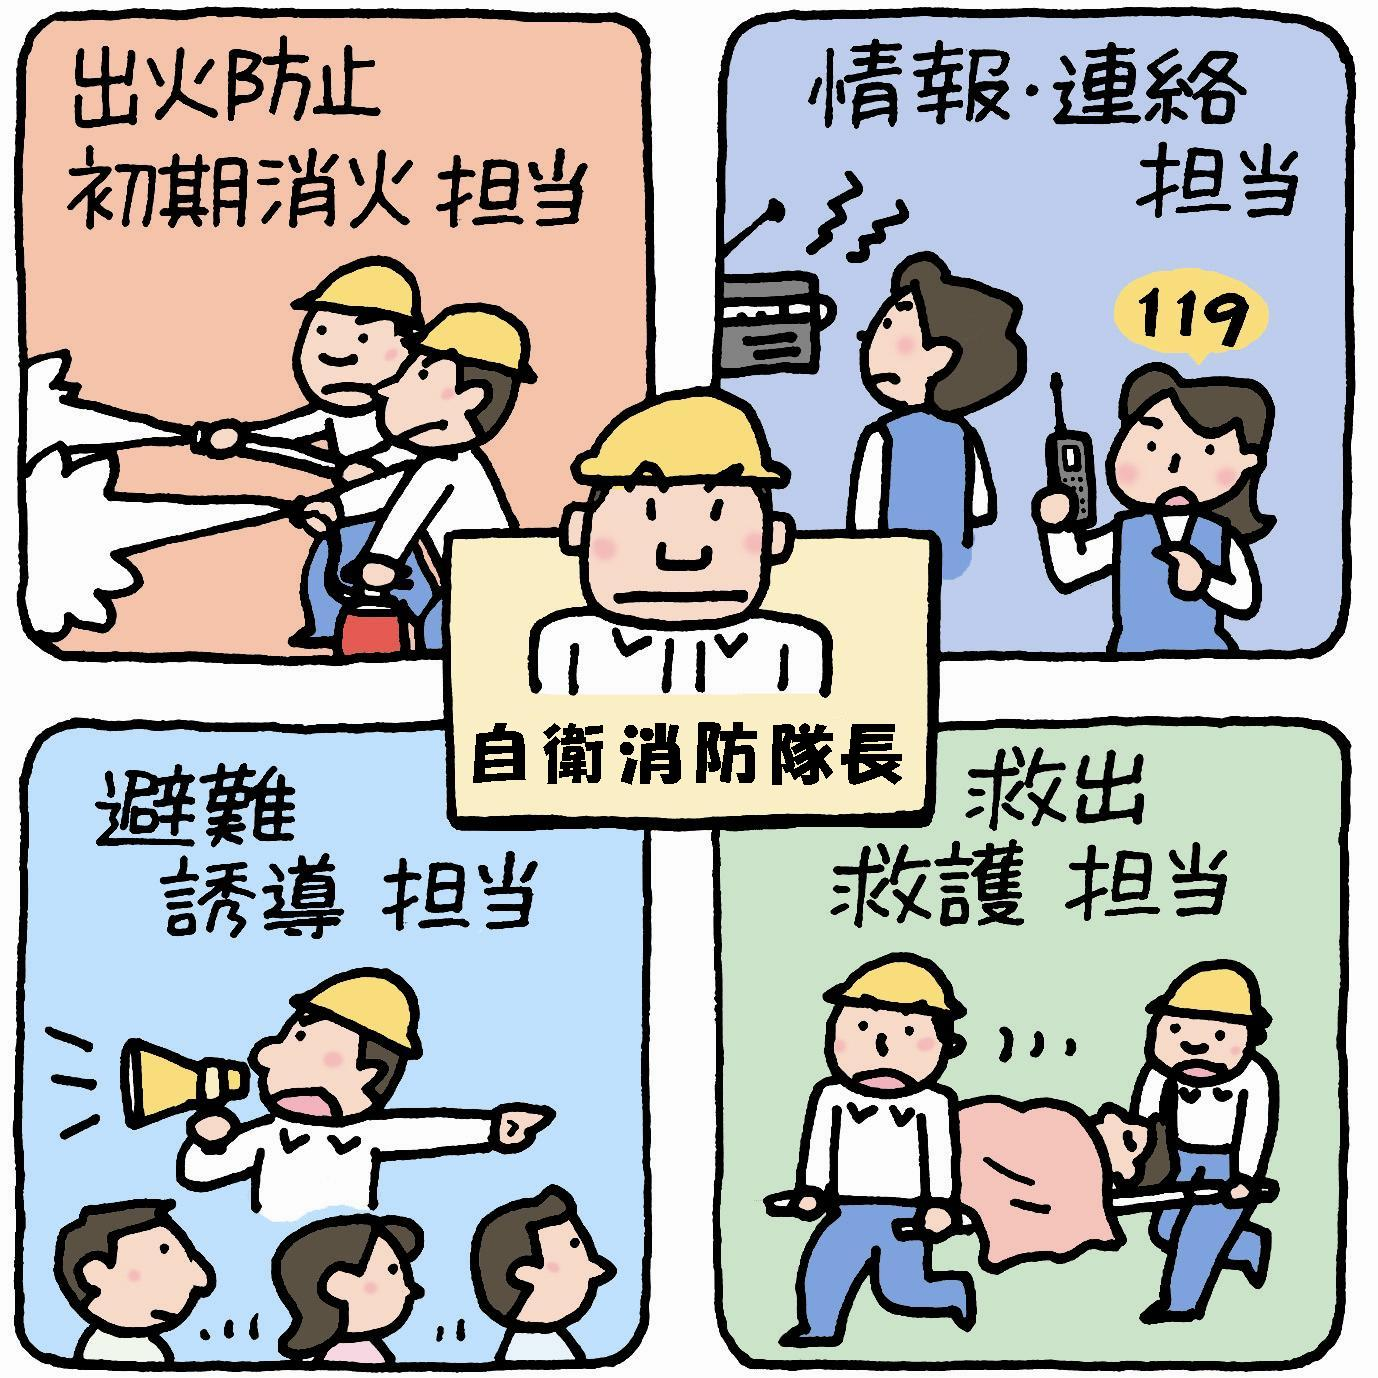 出火防止
初期消火 担当
情報・連絡
担当
119
自衛消防隊長
避難
誘導 担当
救出
救護 担当